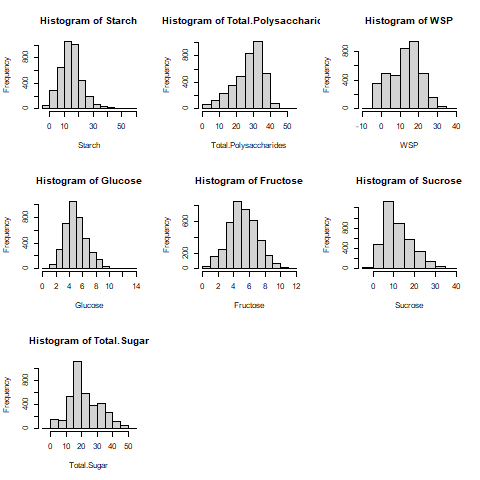 Histogram of Starch
Frequency
0 400 800
0 10 30 50
Starch
Histogram of Total.Polysaccharic
Frequency
0 400 800
0 10 20 30 40 50
Total.Polysaccharides
Histogram of WSP
Frequency
0 400 800
-10 0 10 20 30 40
WSP
Histogram of Glucose
Frequency
0 400 800
0 2 4 6 8 10 14
Glucose
Histogram of Fructose
Frequency
0 200 600
0 2 4 6 8 10 12
Fructose
Histogram of Sucrose
Frequency
0 400 800
0 10 20 30 40
Sucrose
Histogram of Total.Sugar
Frequency
0 400 800
0 10 20 30 40 50
Total.Sugar